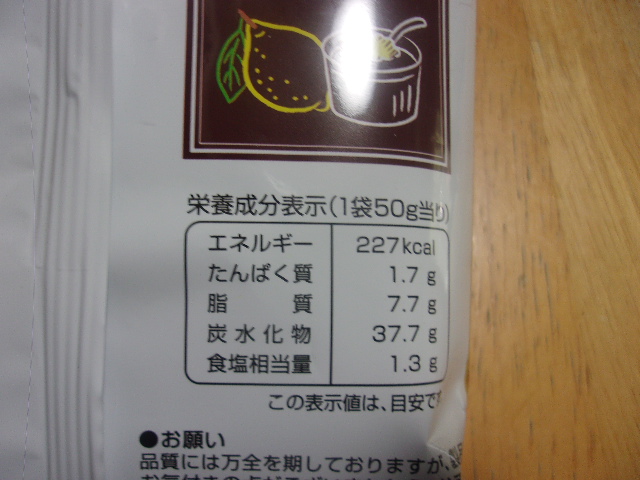 栄養成分表示(1袋50g当り)
エネルギー 227kcal
たんぱく質 1.7 g
脂質 7.7 g
炭水化物 37.7 g
食塩相当量 1.3 g
この表示値は、目安で
●お願い
品質には万全を期しておりますが、